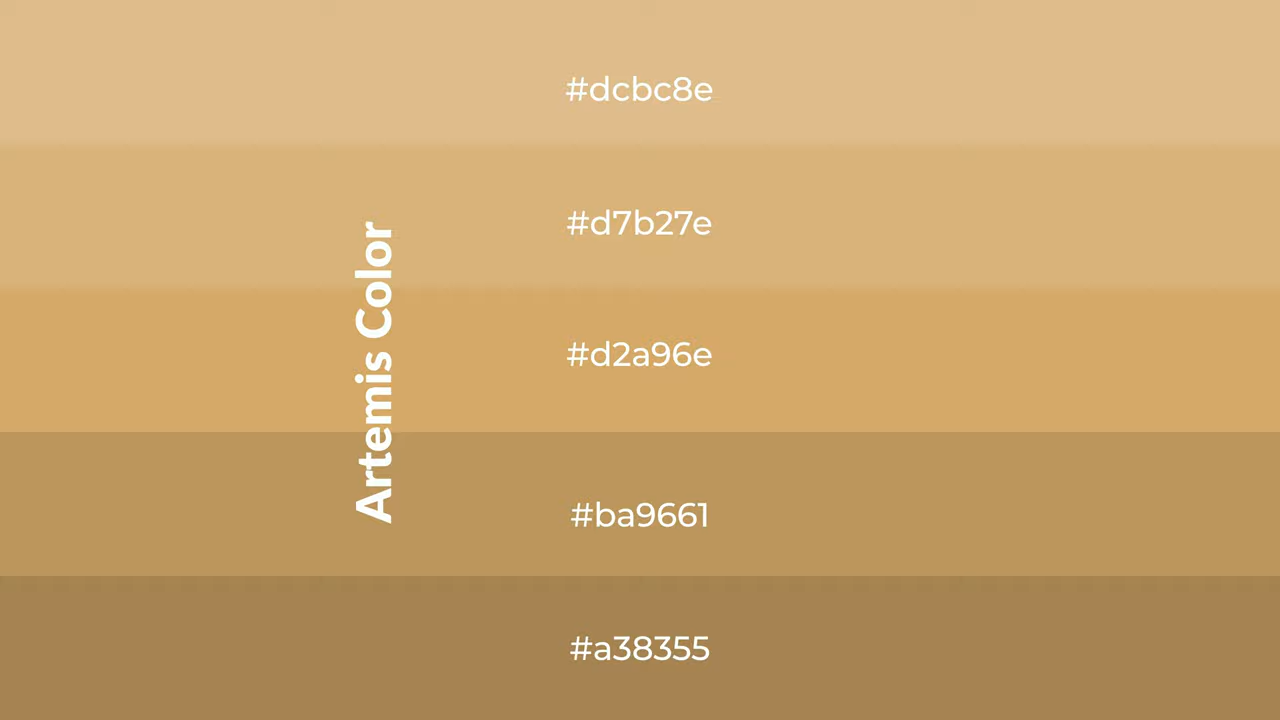 Artemis Color
#dcbc8e
#d7b27e
#d2a96e
#ba9661
#a38355